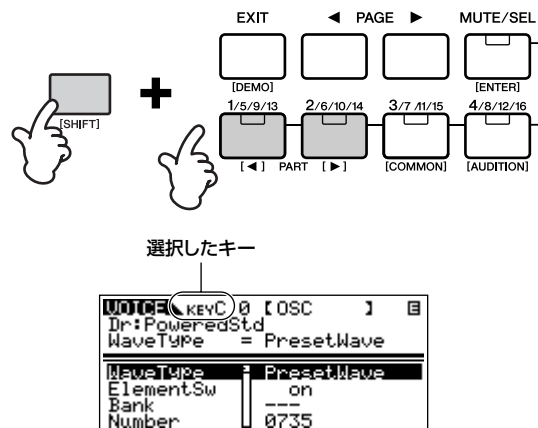 EXIT ◀ PAGE ▶ MUTE/SEL
[DEMO] [ENTER]
[SHIFT]
1/5/9/13 2/6/10/14 3/7/11/15 4/8/12/16
[◀] PART [▶] [COMMON] [AUDITION]
選択したキー
VOICE KEYC 0 [OSC ] E
Dr:PoweredStd
WaveType = PresetWave
WaveType PresetWave
ElementSw on
Bank ---
Number 0735